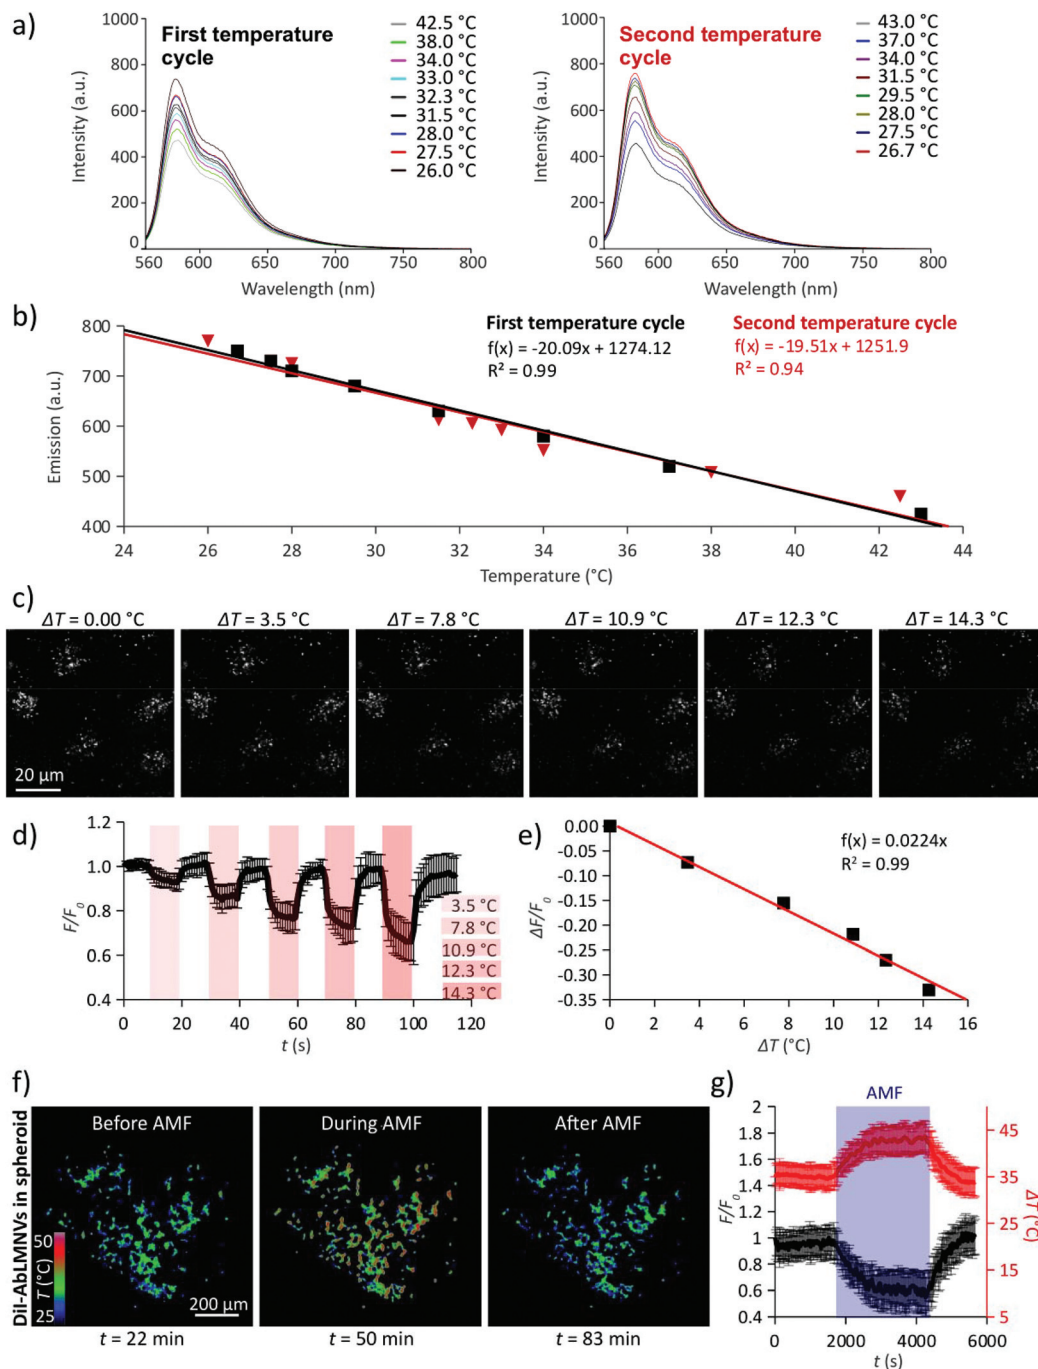 a)
First temperature
cycle
Intensity (a.u.)
1000
800
600
400
200
0
560
600
650
700
750
800
Wavelength (nm)
42.5 °C
38.0 °C
34.0 °C
33.0 °C
32.3 °C
31.5 °C
28.0 °C
27.5 °C
26.0 °C
Second temperature
cycle
Intensity (a.u.)
1000
800
600
400
200
0
560
600
650
700
750
800
Wavelength (nm)
43.0 °C
37.0 °C
34.0 °C
31.5 °C
29.5 °C
28.0 °C
27.5 °C
26.7 °C
b)
Emission (a.u.)
800
700
600
500
400
24
26
28
30
32
34
36
38
40
42
44
Temperature (°C)
First temperature cycle
f(x) = -20.09x + 1274.12
R² = 0.99
Second temperature cycle
f(x) = -19.51x + 1251.9
R² = 0.94
c)
ΔT = 0.00 °C
ΔT = 3.5 °C
ΔT = 7.8 °C
ΔT = 10.9 °C
ΔT = 12.3 °C
ΔT = 14.3 °C
20 µm
d)
F/F₀
1.2
1.0
0.8
0.6
0.4
0
20
40
60
80
100
120
t (s)
3.5 °C
7.8 °C
10.9 °C
12.3 °C
14.3 °C
e)
ΔF/F₀
0.00
-0.05
-0.10
-0.15
-0.20
-0.25
-0.30
-0.35
0
2
4
6
8
10
12
14
16
ΔT (°C)
f(x) = 0.0224x
R² = 0.99
f)
DiI-AbLMNVs in spheroid
Before AMF
During AMF
After AMF
50
T (°C)
25
200 µm
t = 22 min
t = 50 min
t = 83 min
g)
AMF
F/F₀
2
1.8
1.6
1.4
1.2
1
0.8
0.6
0.4
0
2000
4000
6000
t (s)
45
35
25
15
5
ΔT (°C)